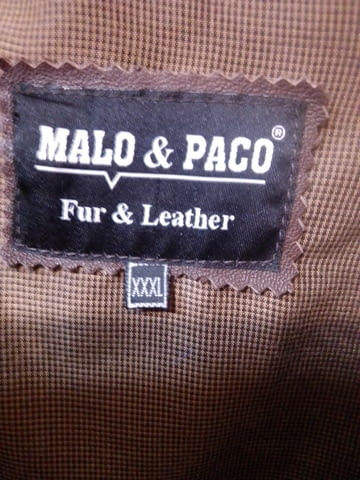 MALO & PACO®
Fur & Leather
XXXL